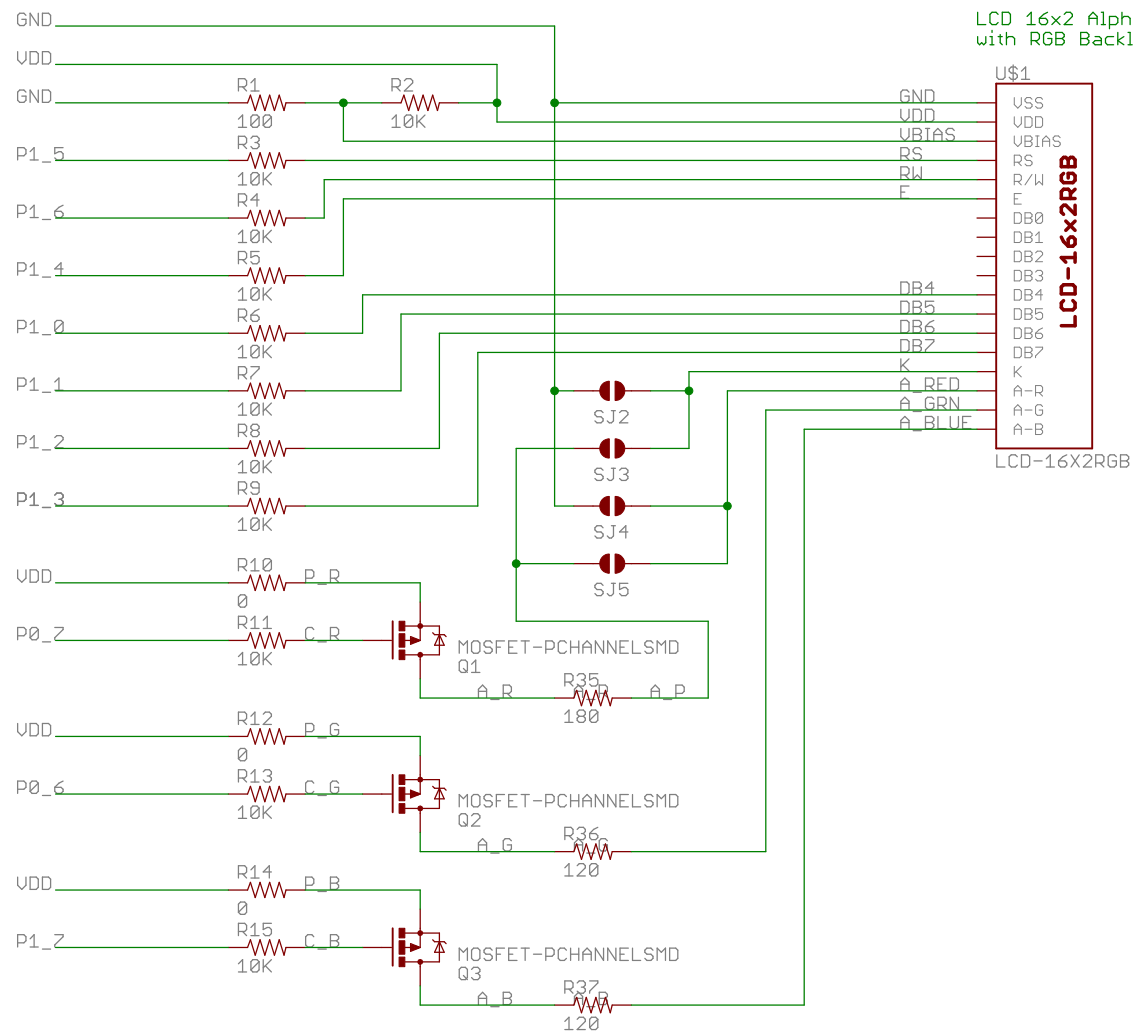 GND
LCD 16x2 Alph
with RGB Backl
VDD
U$1
GND
R1
100
R2
10K
GND
VSS
VDD
VDD
VBIAS
VBIAS
P1_5
R3
10K
RS
RS
P1_6
R4
10K
RW
R/W
P1_4
R5
10K
E
E
DB0
DB1
DB2
DB3
P1_0
R6
10K
DB4
DB4
P1_1
R7
10K
DB5
DB5
P1_2
R8
10K
DB6
DB6
P1_3
R9
10K
DB7
DB7
K
K
A_RED
A-R
A_GRN
A-G
A_BLUE
A-B
LCD-16x2RGB
LCD-16X2RGB
SJ2
SJ3
SJ4
SJ5
VDD
R10
0
P_R
P0_7
R11
10K
C_R
MOSFET-PCHANNELSMD
Q1
A_R
R35
A_R
180
A_P
VDD
R12
0
P_G
P0_6
R13
10K
C_G
MOSFET-PCHANNELSMD
Q2
A_G
R36
A_G
120
VDD
R14
0
P_B
P1_7
R15
10K
C_B
MOSFET-PCHANNELSMD
Q3
A_B
R37
A_B
120